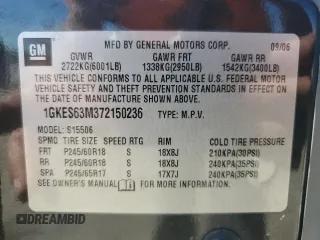 GM
MFD BY GENERAL MOTORS CORP. 09/06
GVWR GAWR FRT GAWR RR
2722KG(6001LB) 1338KG(2950LB) 1542KG(3400LB)
THIS VEHICLE CONFORMS TO ALL APPLICABLE U.S. FEDERAL MOTOR
VEHICLE SAFETY AND THEFT PREVENTION STANDARDS IN EFFECT ON
THE DATE OF MANUFACTURE SHOWN ABOVE.
1GKES63M372150236 TYPE: M.P.V.
MODEL: S15506
SPMO TIRE SIZE SPEED RTG RIM COLD TIRE PRESSURE
FRT P245/60R18 S 18X8J 210KPA(30PSI)
RR P245/60R18 S 18X8J 240KPA(35PSI)
SPA P245/65R17 S 17X7J 240KPA(35PSI)
SEE OWNER'S MANUAL FOR ADDITIONAL INFORMATION.
DREAMBID